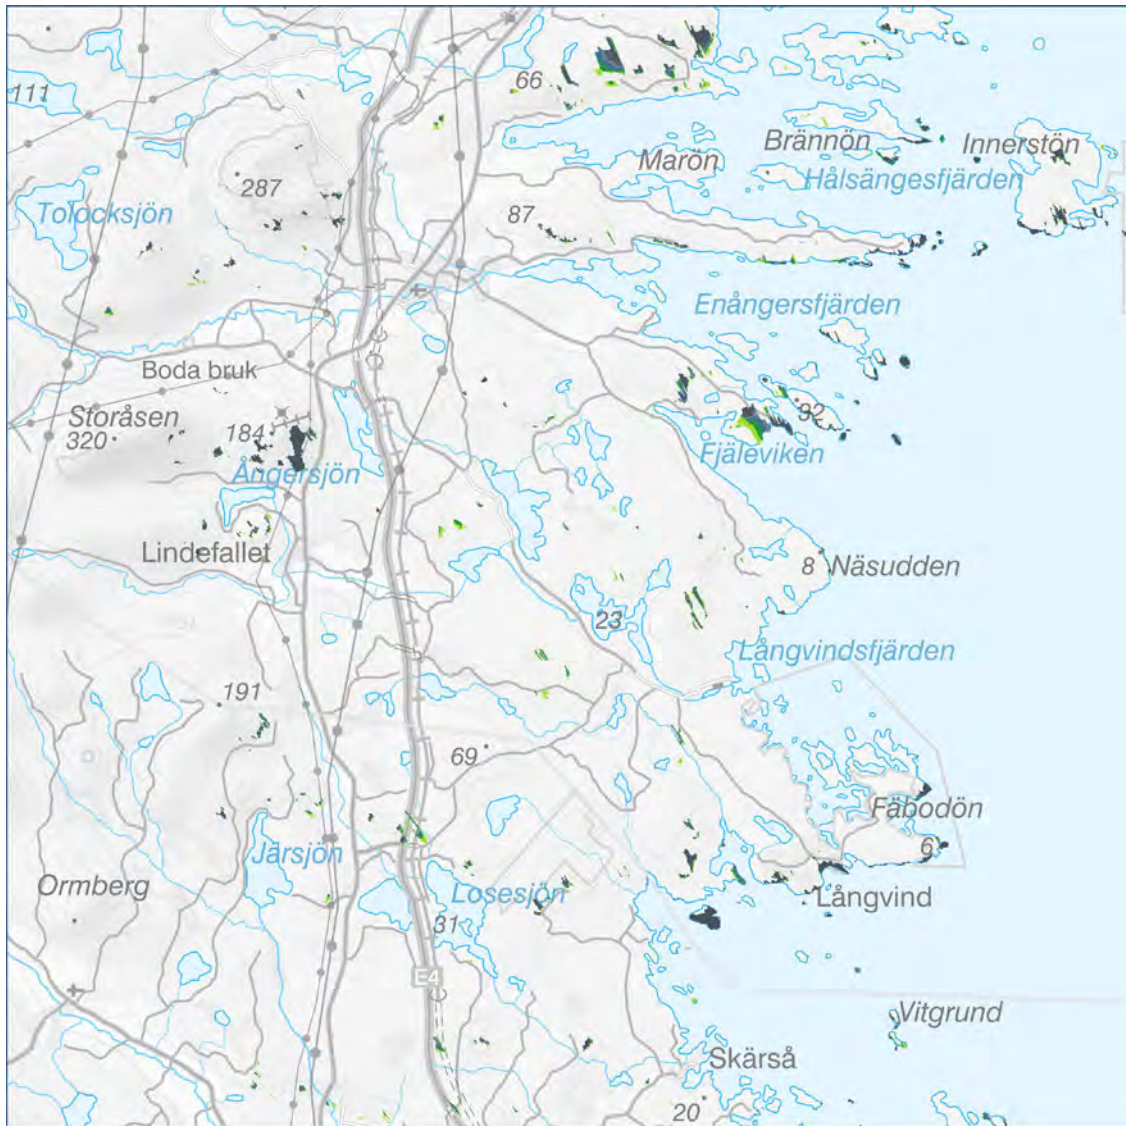 66
111
Brännön
Innerstön
Marön
Hålsängesfjärden
287
Tolocksjön
87
Enångersfjärden
Boda bruk
Storåsen
320
184
32
Fjäleviken
Ångersjön
Lindefallet
8
Näsudden
23
Långvindsfjärden
191
69
Fäbodön
6
Järsjön
Ormberg
Losesjön
Långvind
31
E4
Vitgrund
Skärså
20